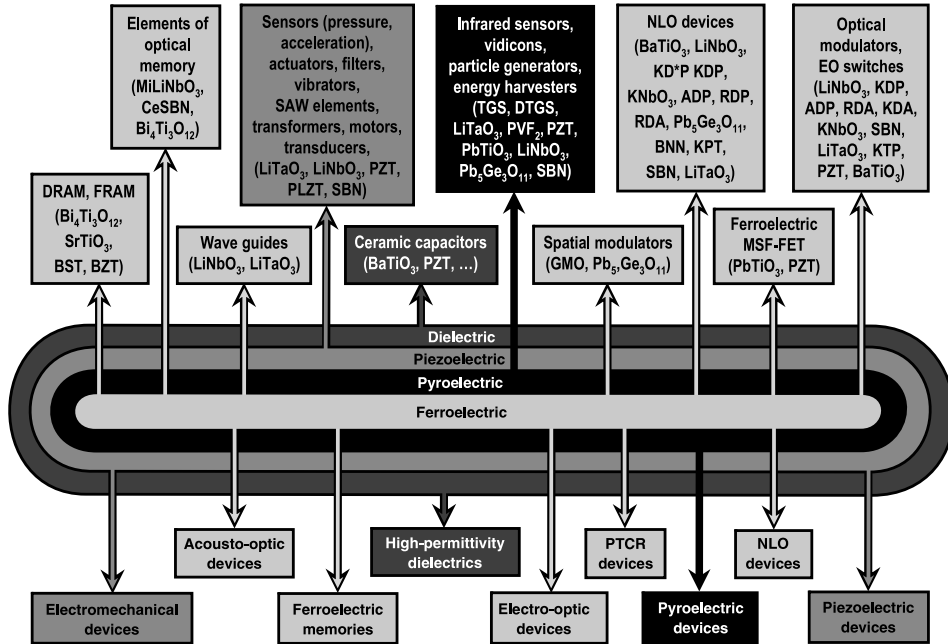 Elements of
optical
memory
(MiLiNbO₃,
CeSBN,
Bi₄Ti₃O₁₂)
Sensors (pressure,
acceleration),
actuators, filters,
vibrators,
SAW elements,
transformers, motors,
transducers,
(LiTaO₃, LiNbO₃, PZT,
PLZT, SBN)
Infrared sensors,
vidicons,
particle generators,
energy harvesters
(TGS, DTGS,
LiTaO₃, PVF₂, PZT,
PbTiO₃, LiNbO₃,
Pb₅Ge₃O₁₁, SBN)
NLO devices
(BaTiO₃, LiNbO₃,
KD*P KDP,
KNbO₃, ADP, RDP,
RDA, Pb₅Ge₃O₁₁,
BNN, KPT,
SBN, LiTaO₃)
Optical
modulators,
EO switches
(LiNbO₃, KDP,
ADP, RDA, KDA,
KNbO₃, SBN,
LiTaO₃, KTP,
PZT, BaTiO₃)
DRAM, FRAM
(Bi₄Ti₃O₁₂,
SrTiO₃,
BST, BZT)
Wave guides
(LiNbO₃, LiTaO₃)
Ceramic capacitors
(BaTiO₃, PZT, …)
Spatial modulators
(GMO, Pb₅,Ge₃O₁₁)
Ferroelectric
MSF-FET
(PbTiO₃, PZT)
Dielectric
Piezoelectric
Pyroelectric
Ferroelectric
Acousto-optic
devices
High-permittivity
dielectrics
PTCR
devices
NLO
devices
Electromechanical
devices
Ferroelectric
memories
Electro-optic
devices
Pyroelectric
devices
Piezoelectric
devices